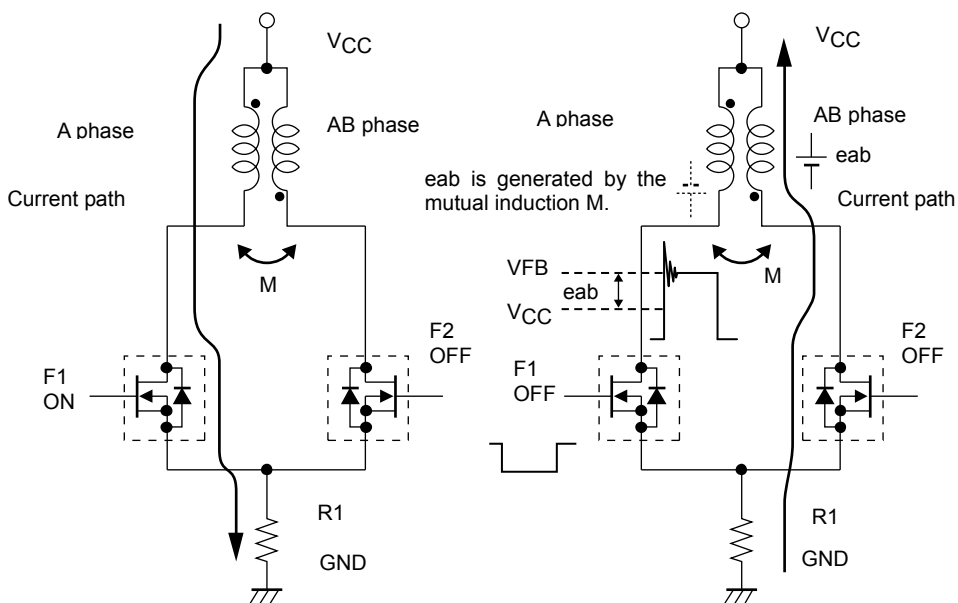 VCC
A phase
AB phase
Current path
M
F1
ON
F2
OFF
R1
GND
VCC
A phase
AB phase
eab
eab is generated by the
mutual induction M.
Current path
M
VFB
eab
VCC
F1
OFF
F2
OFF
R1
GND